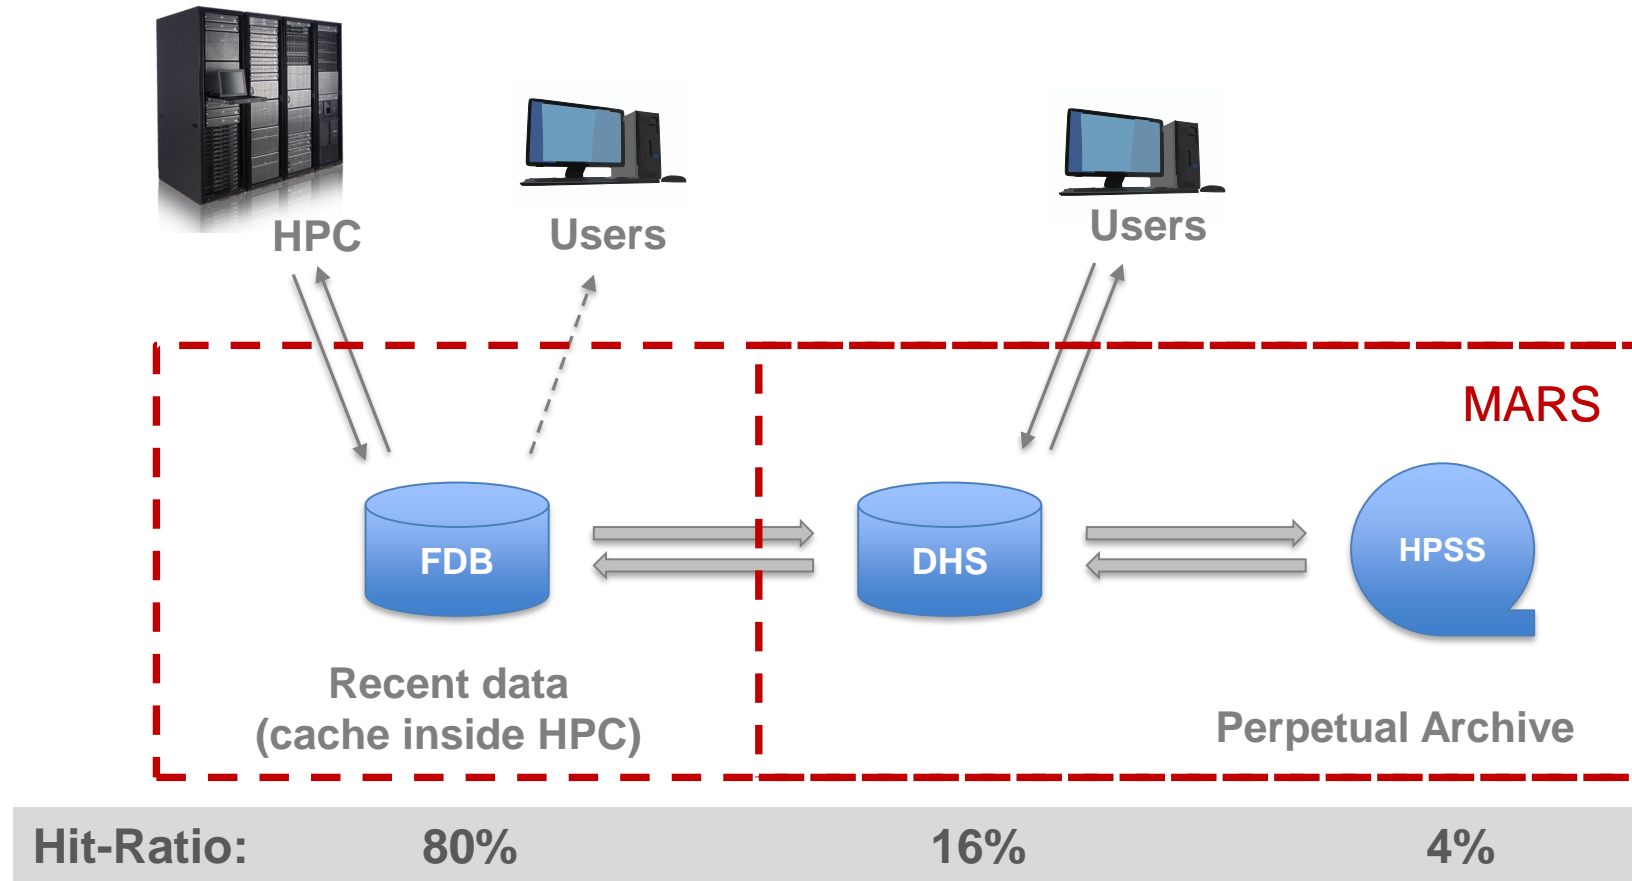 HPC
Users
Users
MARS
FDB
DHS
HPSS
Recent data
(cache inside HPC)
Perpetual Archive
Hit-Ratio: 80% 16% 4%